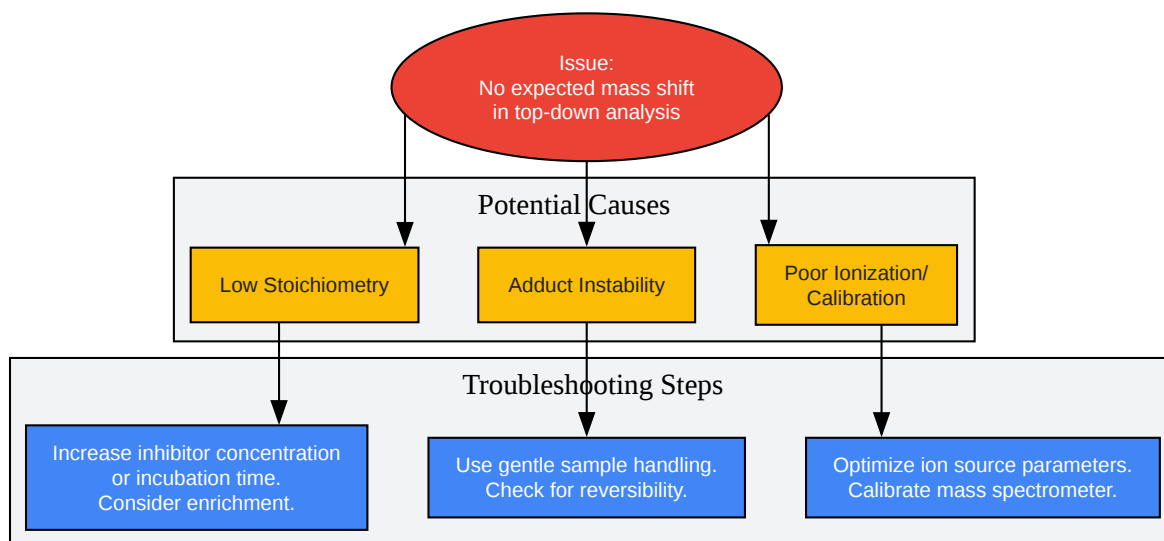 Issue:
No expected mass shift
in top-down analysis
Potential Causes
Low Stoichiometry
Adduct Instability
Poor Ionization/
Calibration
Troubleshooting Steps
Increase inhibitor concentration
or incubation time.
Consider enrichment.
Use gentle sample handling.
Check for reversibility.
Optimize ion source parameters.
Calibrate mass spectrometer.